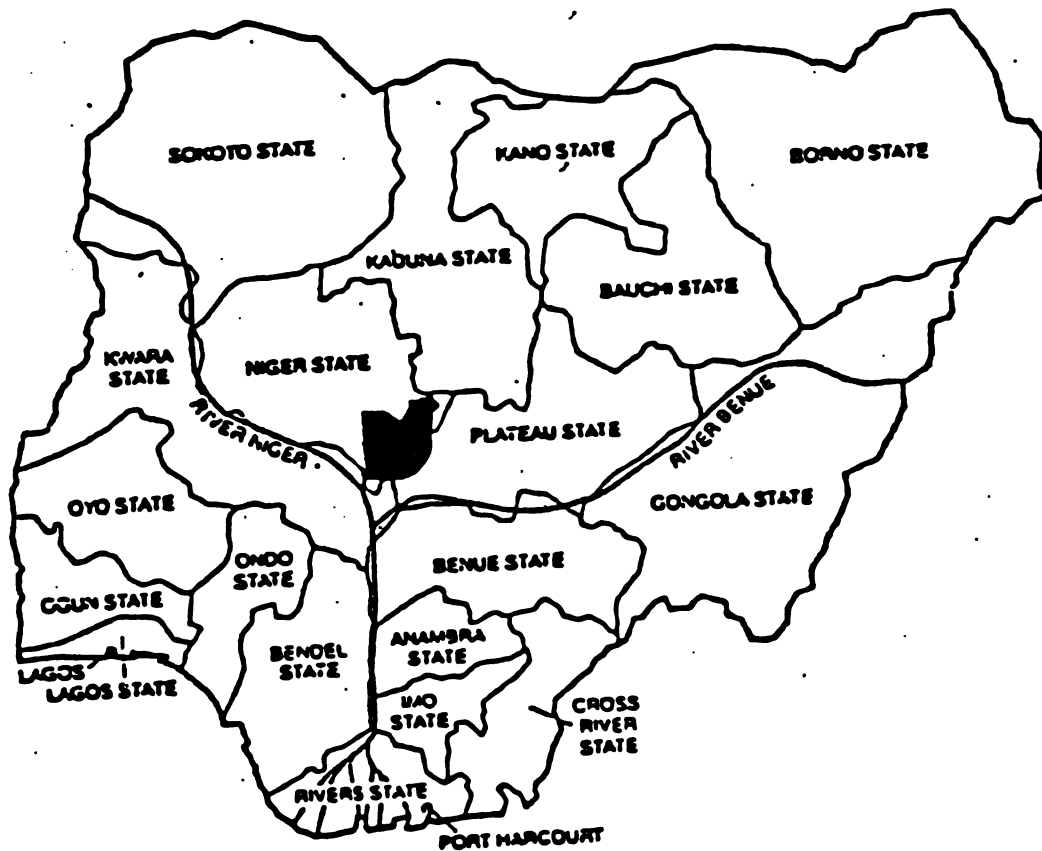 SOKOTO STATE
KANO STATE
BORNO STATE
KADUNA STATE
BAUCHI STATE
KWARA
STATE
NIGER STATE
RIVER NIGER
PLATEAU STATE
RIVER BENUE
OYO STATE
GONGOLA STATE
ONDO
STATE
BENUE STATE
OGUN STATE
ANAMBRA
STATE
BENDEL
STATE
LAGOS
LAGOS STATE
IMO
STATE
CROSS
RIVER
STATE
RIVERS STATE
PORT HARCOURT